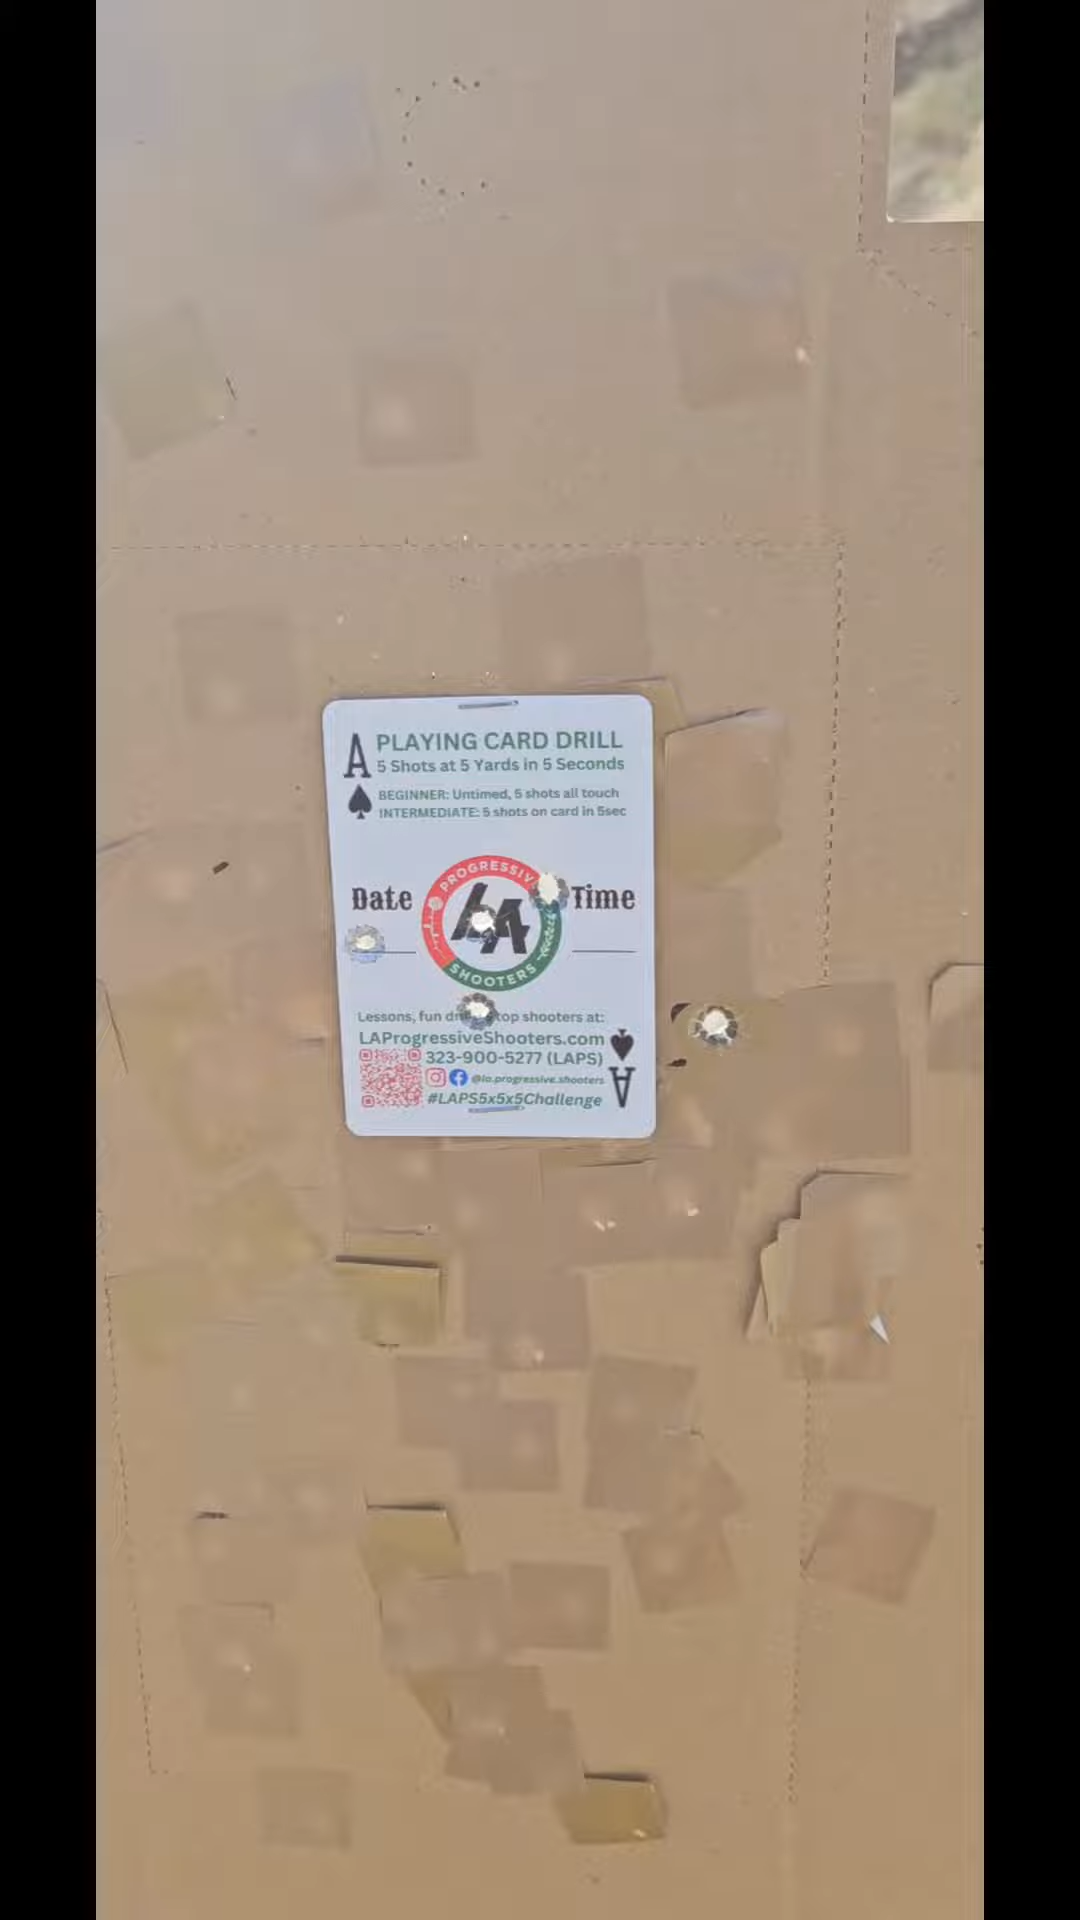 A
PLAYING CARD DRILL
5 Shots at 5 Yards in 5 Seconds
BEGINNER: Untimed, 5 shots all touch
INTERMEDIATE: 5 shots on card in 5sec
PROGRESSIV
Date
LA
Time
SHOOTERS
Lessons, fun top shooters at:
LAProgressiveShooters.com
323-900-5277 (LAPS)
@la.progressive.shooters
#LAPS5x5x5Challenge
A